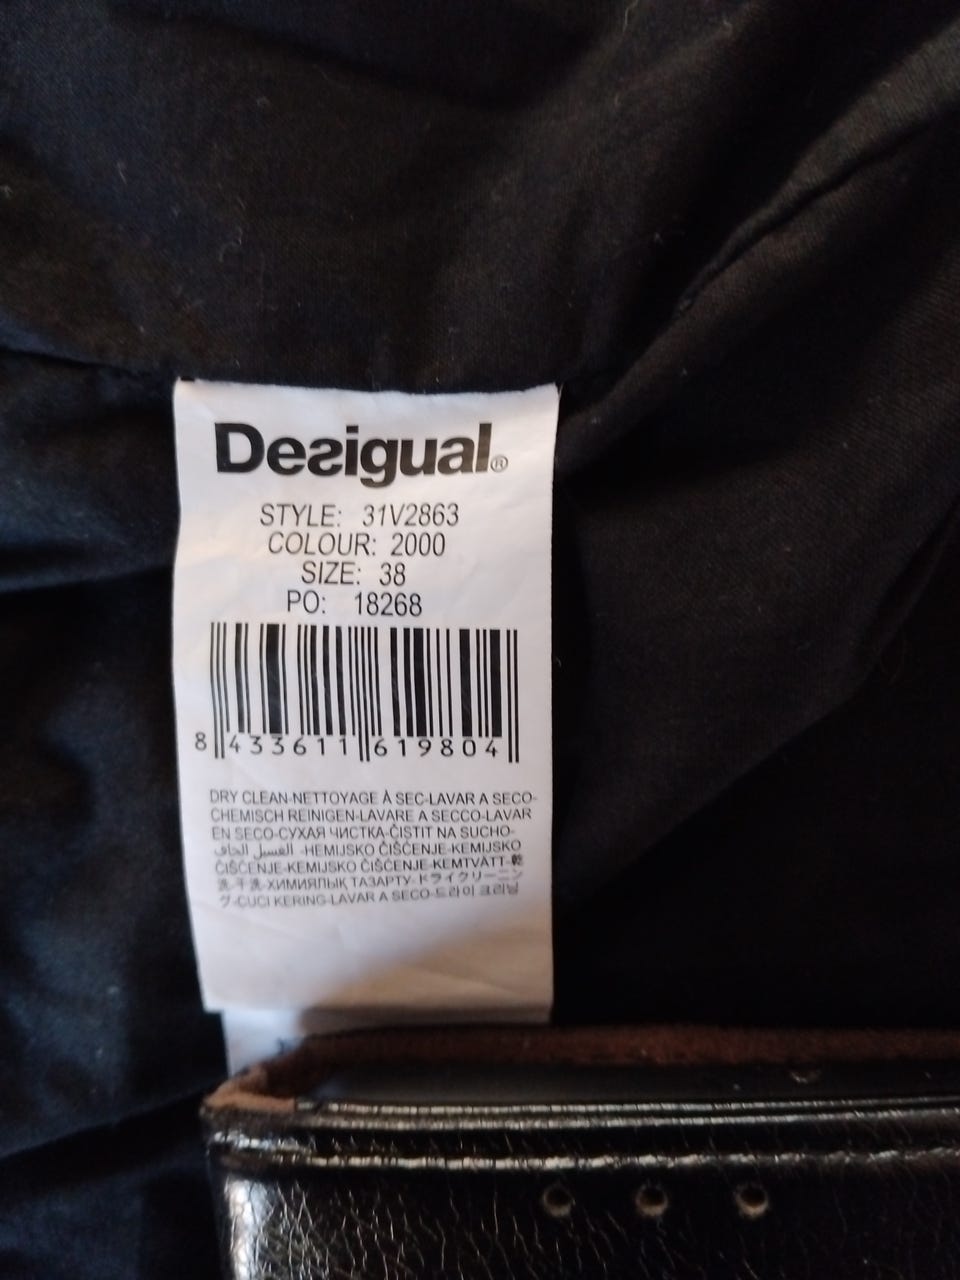 Desigual®
STYLE: 31V2863
COLOUR: 2000
SIZE: 38
PO: 18268
8 433611 619804
DRY CLEAN-NETTOYAGE À SEC-LAVAR A SECO-
CHEMISCH REINIGEN-LAVARE A SECCO-LAVAR
EN SECO-СУХАЯ ЧИСТКА-ČISTIT NA SUCHO-
الغسيل الجاف -HEMIJSKO ČIŠĆENJE-KEMIJSKO
ČIŠĆENJE-KEMIJSKO ČIŠČENJE-KEMTVÄTT-乾
洗-干洗-ХИМИЯЛЫҚ ТАЗАРТУ-ドライクリーニン
グ-CUCI KERING-LAVAR A SECO-드라이 크리닝